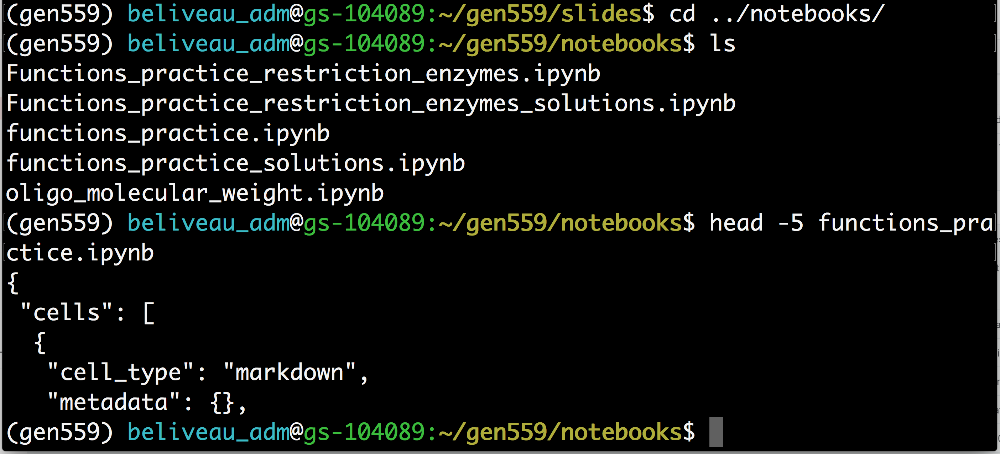 (gen559) beliveau_adm@gs-104089:~/gen559/slides$ cd ../notebooks/
(gen559) beliveau_adm@gs-104089:~/gen559/notebooks$ ls
Functions_practice_restriction_enzymes.ipynb
Functions_practice_restriction_enzymes_solutions.ipynb
functions_practice.ipynb
functions_practice_solutions.ipynb
oligo_molecular_weight.ipynb
(gen559) beliveau_adm@gs-104089:~/gen559/notebooks$ head -5 functions_pra
ctice.ipynb
{
 "cells": [
  {
   "cell_type": "markdown",
   "metadata": {},
(gen559) beliveau_adm@gs-104089:~/gen559/notebooks$